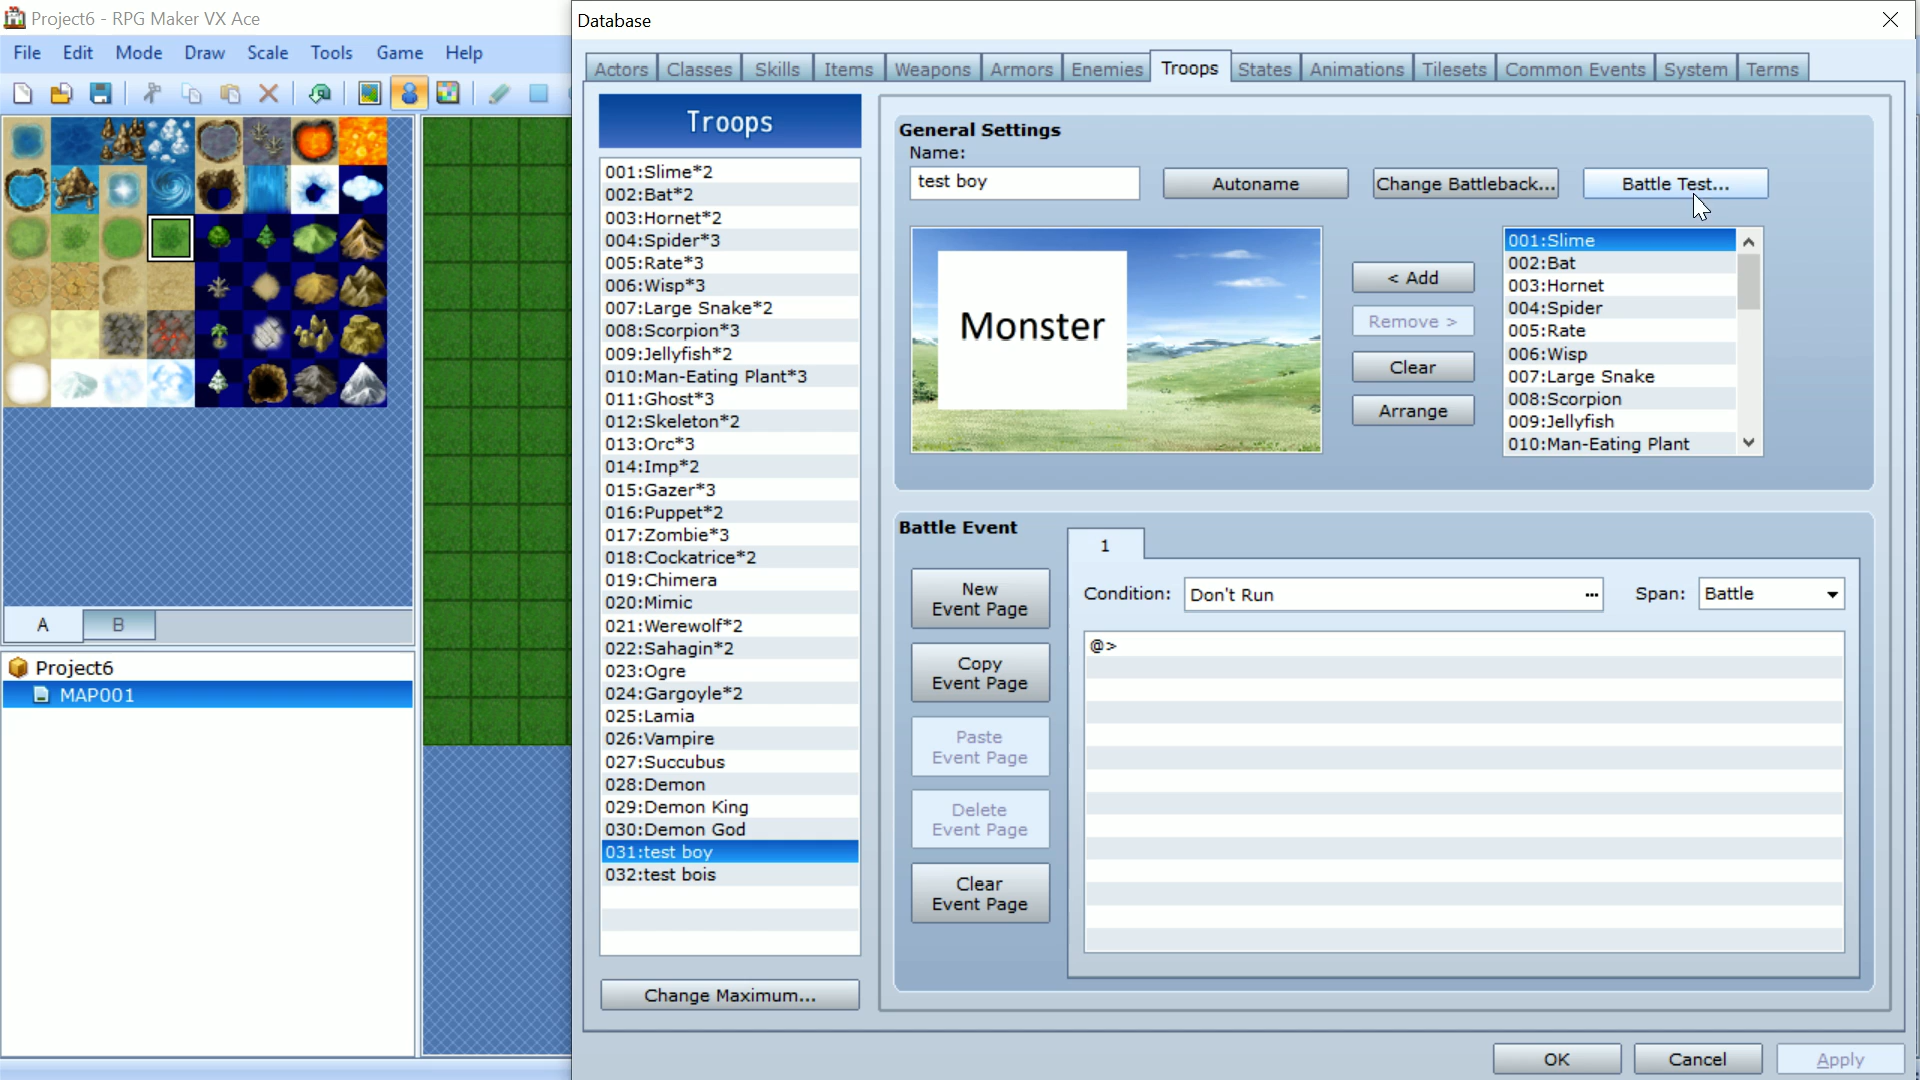 Project6 - RPG Maker VX Ace
File Edit Mode Draw Scale Tools Game Help
A B
Project6
MAP001
Database
Actors Classes Skills Items Weapons Armors Enemies Troops States Animations Tilesets Common Events System Terms
Troops
001:Slime*2
002:Bat*2
003:Hornet*2
004:Spider*3
005:Rate*3
006:Wisp*3
007:Large Snake*2
008:Scorpion*3
009:Jellyfish*2
010:Man-Eating Plant*3
011:Ghost*3
012:Skeleton*2
013:Orc*3
014:Imp*2
015:Gazer*3
016:Puppet*2
017:Zombie*3
018:Cockatrice*2
019:Chimera
020:Mimic
021:Werewolf*2
022:Sahagin*2
023:Ogre
024:Gargoyle*2
025:Lamia
026:Vampire
027:Succubus
028:Demon
029:Demon King
030:Demon God
031:test boy
032:test bois
Change Maximum...
General Settings
Name:
test boy
Autoname
Change Battleback...
Battle Test...
Monster
< Add
Remove >
Clear
Arrange
001:Slime
002:Bat
003:Hornet
004:Spider
005:Rate
006:Wisp
007:Large Snake
008:Scorpion
009:Jellyfish
010:Man-Eating Plant
Battle Event
1
New
Event Page
Copy
Event Page
Paste
Event Page
Delete
Event Page
Clear
Event Page
Condition: Don't Run ... Span: Battle
@>
OK Cancel Apply